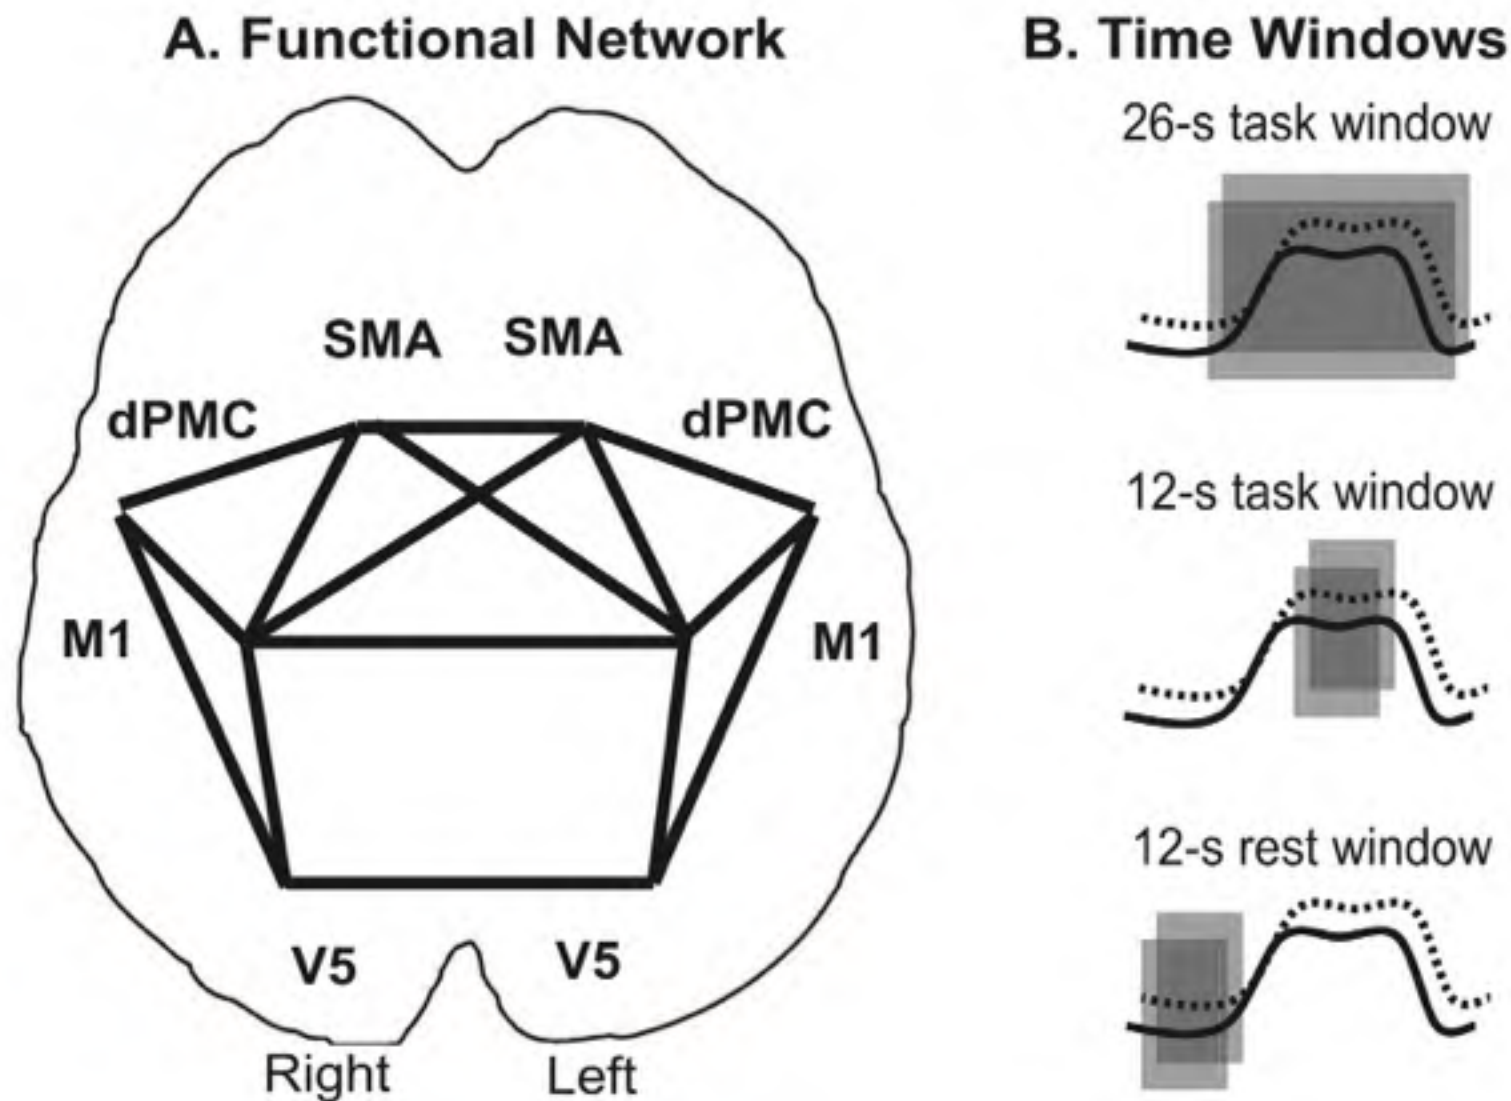 A. Functional Network
SMA SMA
dPMC dPMC
M1 M1
V5 V5
Right Left
B. Time Windows
26-s task window
12-s task window
12-s rest window